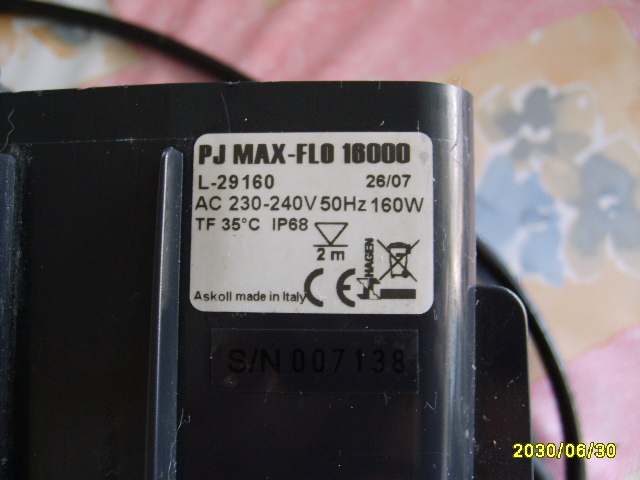 PJ MAX-FLO 16000
L-29160 26/07
AC 230-240V 50Hz 160W
TF 35°C IP68
2 m
HAGEN
Askoll made in Italy CE
S/N 007138
2030/06/30